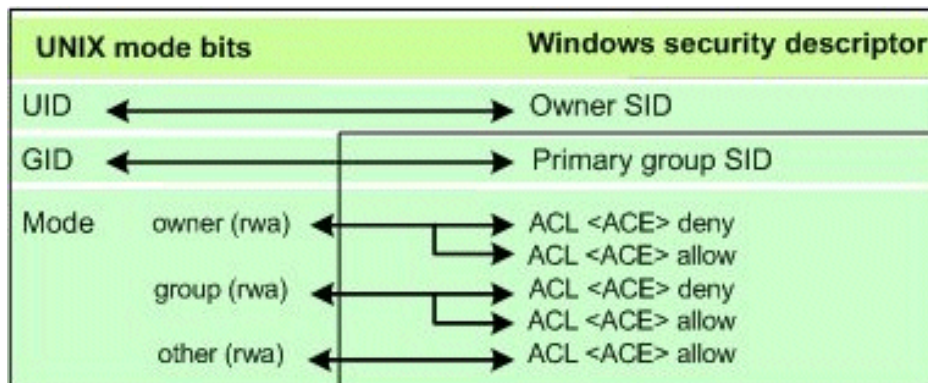 UNIX mode bits Windows security descriptor
UID Owner SID
GID Primary group SID
Mode owner (rwa) ACL <ACE> deny
ACL <ACE> allow
group (rwa) ACL <ACE> deny
ACL <ACE> allow
other (rwa) ACL <ACE> allow